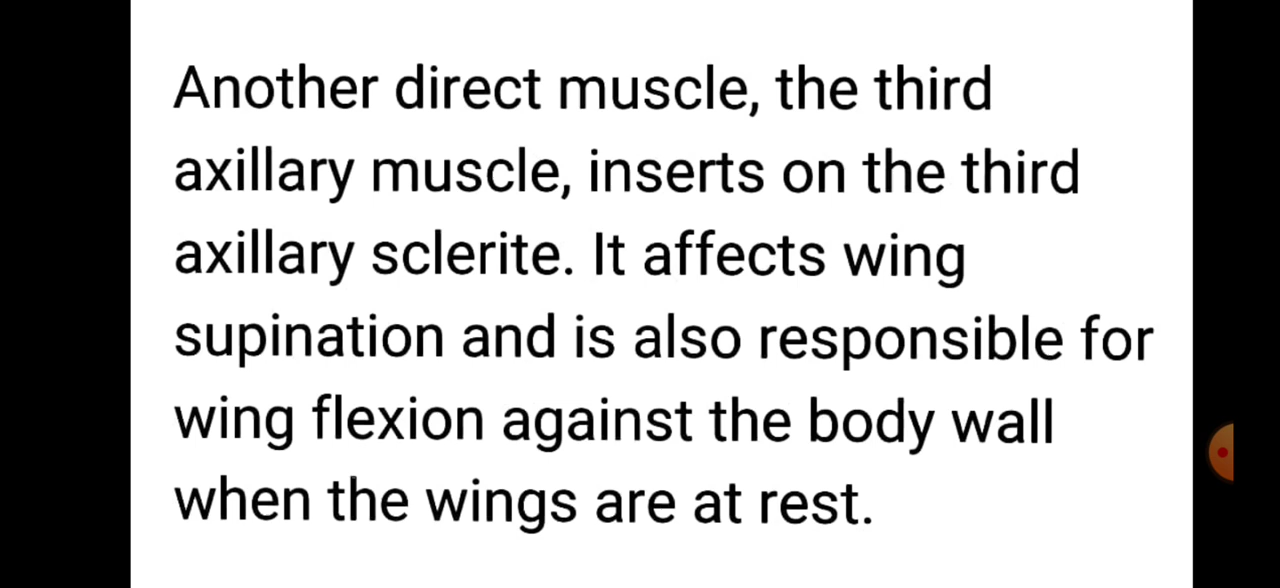 Another direct muscle, the third
axillary muscle, inserts on the third
axillary sclerite. It affects wing
supination and is also responsible for
wing flexion against the body wall
when the wings are at rest.